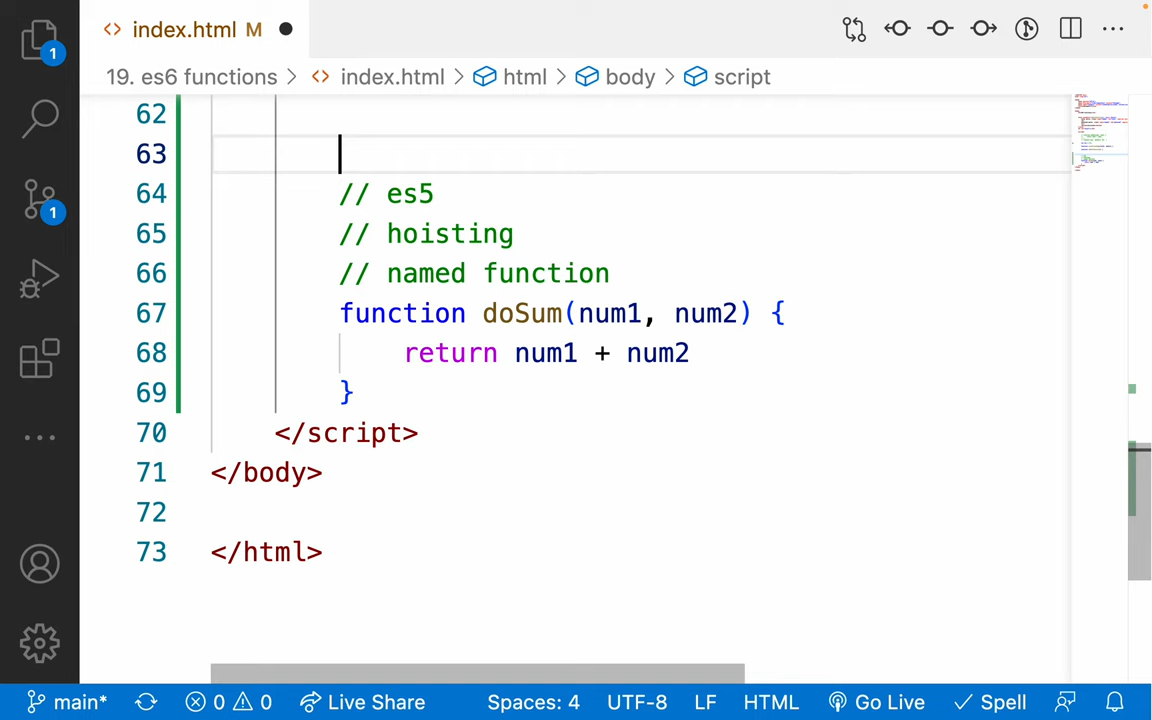 index.html M
19. es6 functions > index.html > html > body > script
62
63
64 // es5
65 // hoisting
66 // named function
67 function doSum(num1, num2) {
68 return num1 + num2
69 }
70 </script>
71 </body>
72
73 </html>
1
1
main* 0 0 Live Share Spaces: 4 UTF-8 LF HTML Go Live Spell